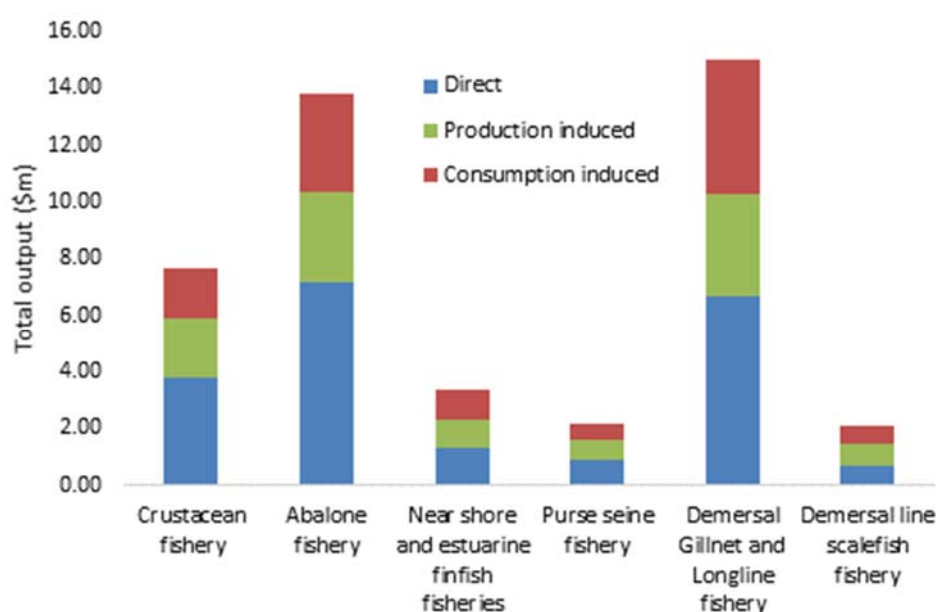 16.00
14.00
12.00
10.00
8.00
6.00
4.00
2.00
0.00
Total output ($m)
Direct
Production induced
Consumption induced
Crustacean
fishery
Abalone
fishery
Near shore
and estuarine
finfish
fisheries
Purse seine
fishery
Demersal
Gillnet and
Longline
fishery
Demersal line
scalefish
fishery